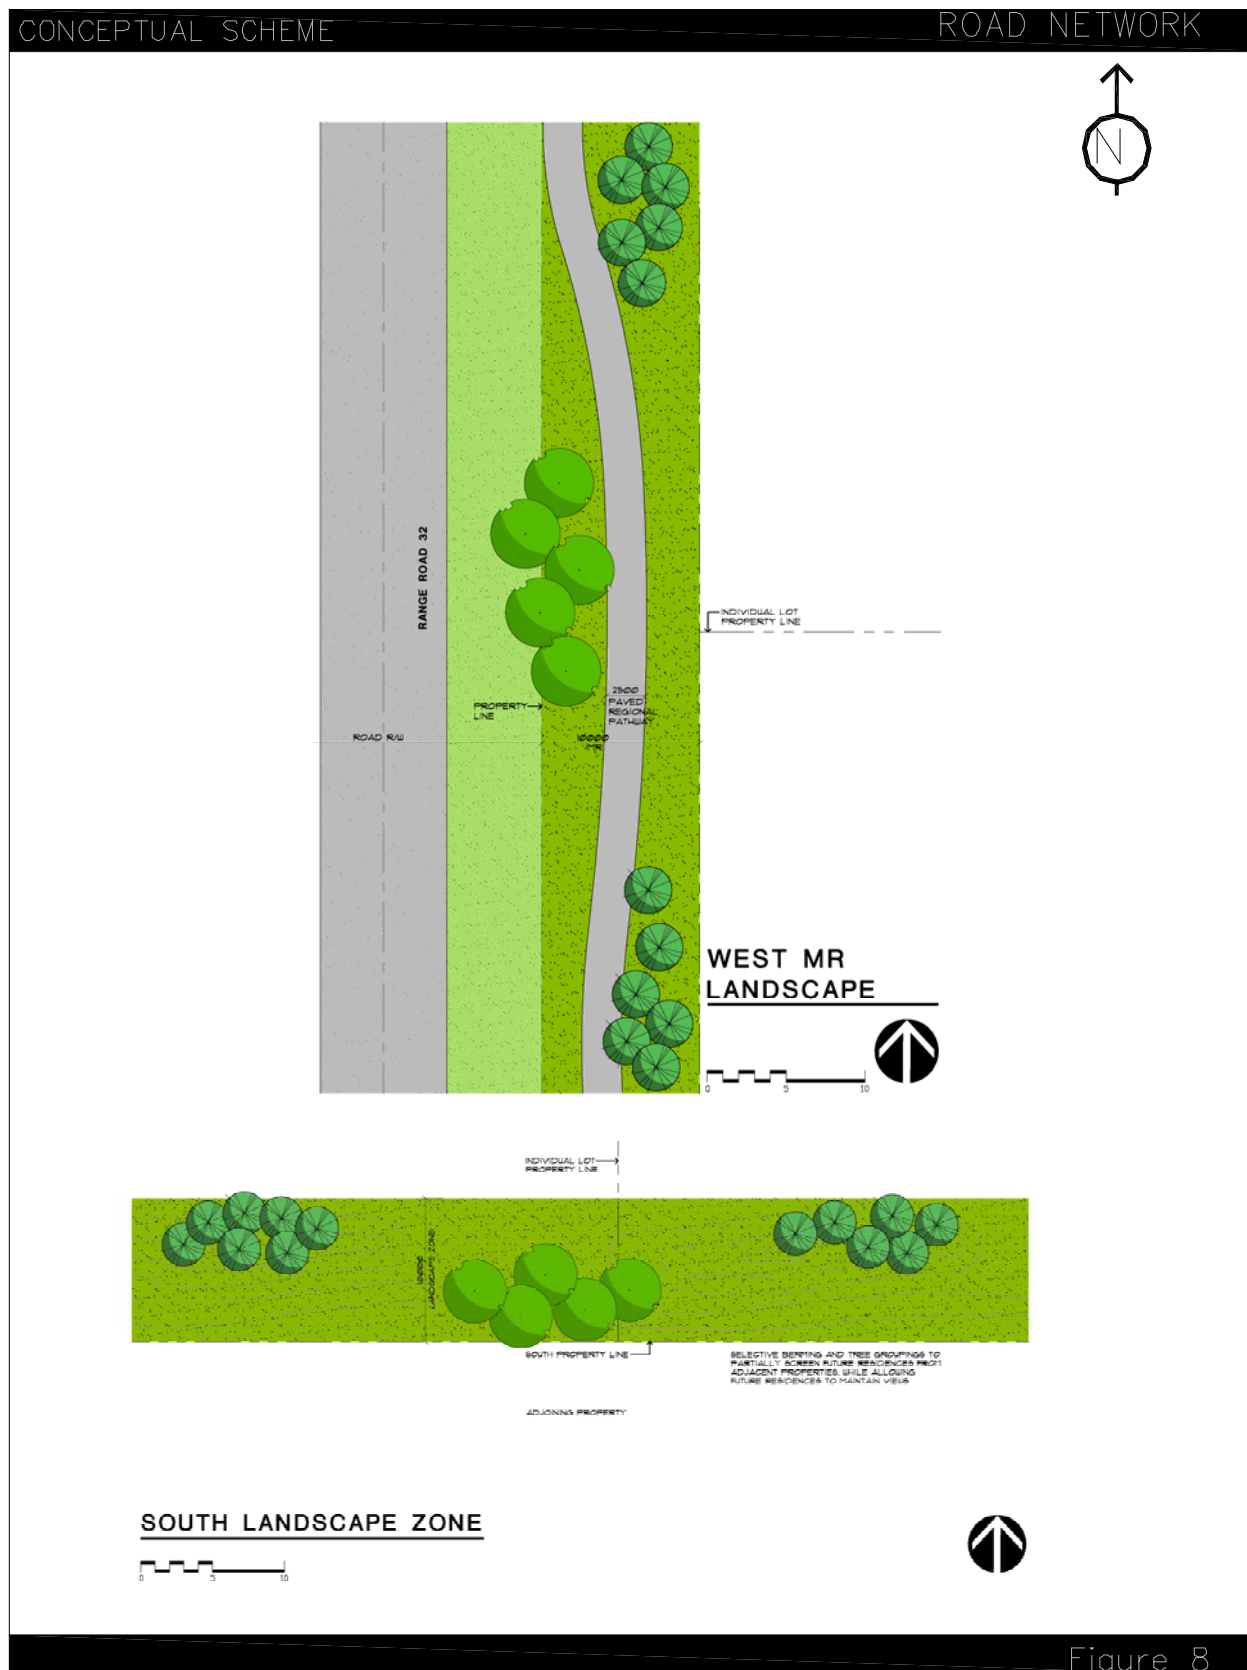 CONCEPTUAL SCHEME
ROAD NETWORK
N
RANGE ROAD 32
INDIVIDUAL LOT
PROPERTY LINE
2500
PAVED
REGIONAL
PATHWAY
PROPERTY
LINE
ROAD R/W
10000
MR
WEST MR
LANDSCAPE
0 5 10
INDIVIDUAL LOT
PROPERTY LINE
10000
LANDSCAPE ZONE
SOUTH PROPERTY LINE
SELECTIVE BERMING AND TREE GROUPINGS TO
PARTIALLY SCREEN FUTURE RESIDENCES FROM
ADJACENT PROPERTIES, WHILE ALLOWING
FUTURE RESIDENCES TO MAINTAIN VIEWS
ADJOINING PROPERTY
SOUTH LANDSCAPE ZONE
0 5 10
Figure 8